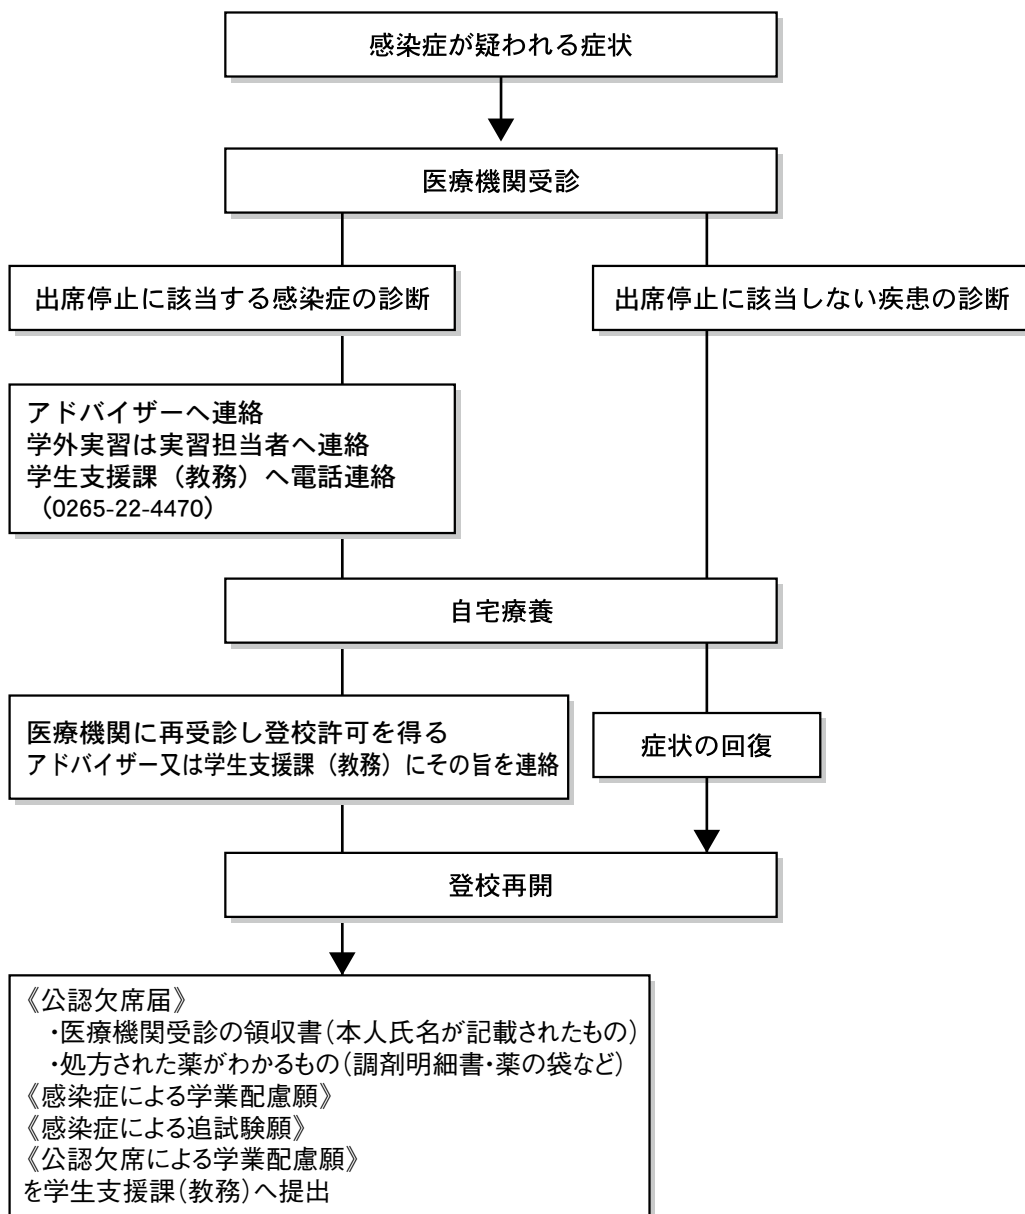 感染症が疑われる症状
医療機関受診
出席停止に該当する感染症の診断
出席停止に該当しない疾患の診断
アドバイザーへ連絡
学外実習は実習担当者へ連絡
学生支援課（教務）へ電話連絡
（0265-22-4470）
自宅療養
医療機関に再受診し登校許可を得る
アドバイザー又は学生支援課（教務）にその旨を連絡
症状の回復
登校再開
《公認欠席届》
・医療機関受診の領収書（本人氏名が記載されたもの）
・処方された薬がわかるもの（調剤明細書・薬の袋など）
《感染症による学業配慮願》
《感染症による追試験願》
《公認欠席による学業配慮願》
を学生支援課（教務）へ提出